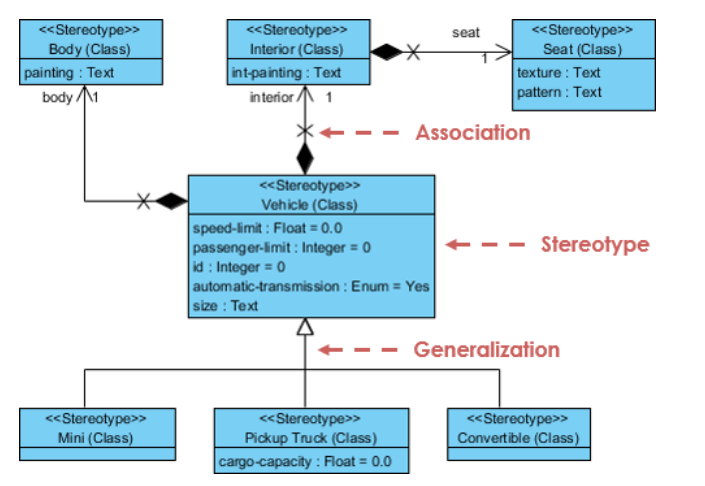 <<Stereotype>>
Body (Class)
painting : Text
<<Stereotype>>
Interior (Class)
int-painting : Text
seat
1
<<Stereotype>>
Seat (Class)
texture : Text
pattern : Text
body
1
interior
1
Association
<<Stereotype>>
Vehicle (Class)
speed-limit : Float = 0.0
passenger-limit : Integer = 0
id : Integer = 0
automatic-transmission : Enum = Yes
size : Text
Stereotype
Generalization
<<Stereotype>>
Mini (Class)
<<Stereotype>>
Pickup Truck (Class)
cargo-capacity : Float = 0.0
<<Stereotype>>
Convertible (Class)